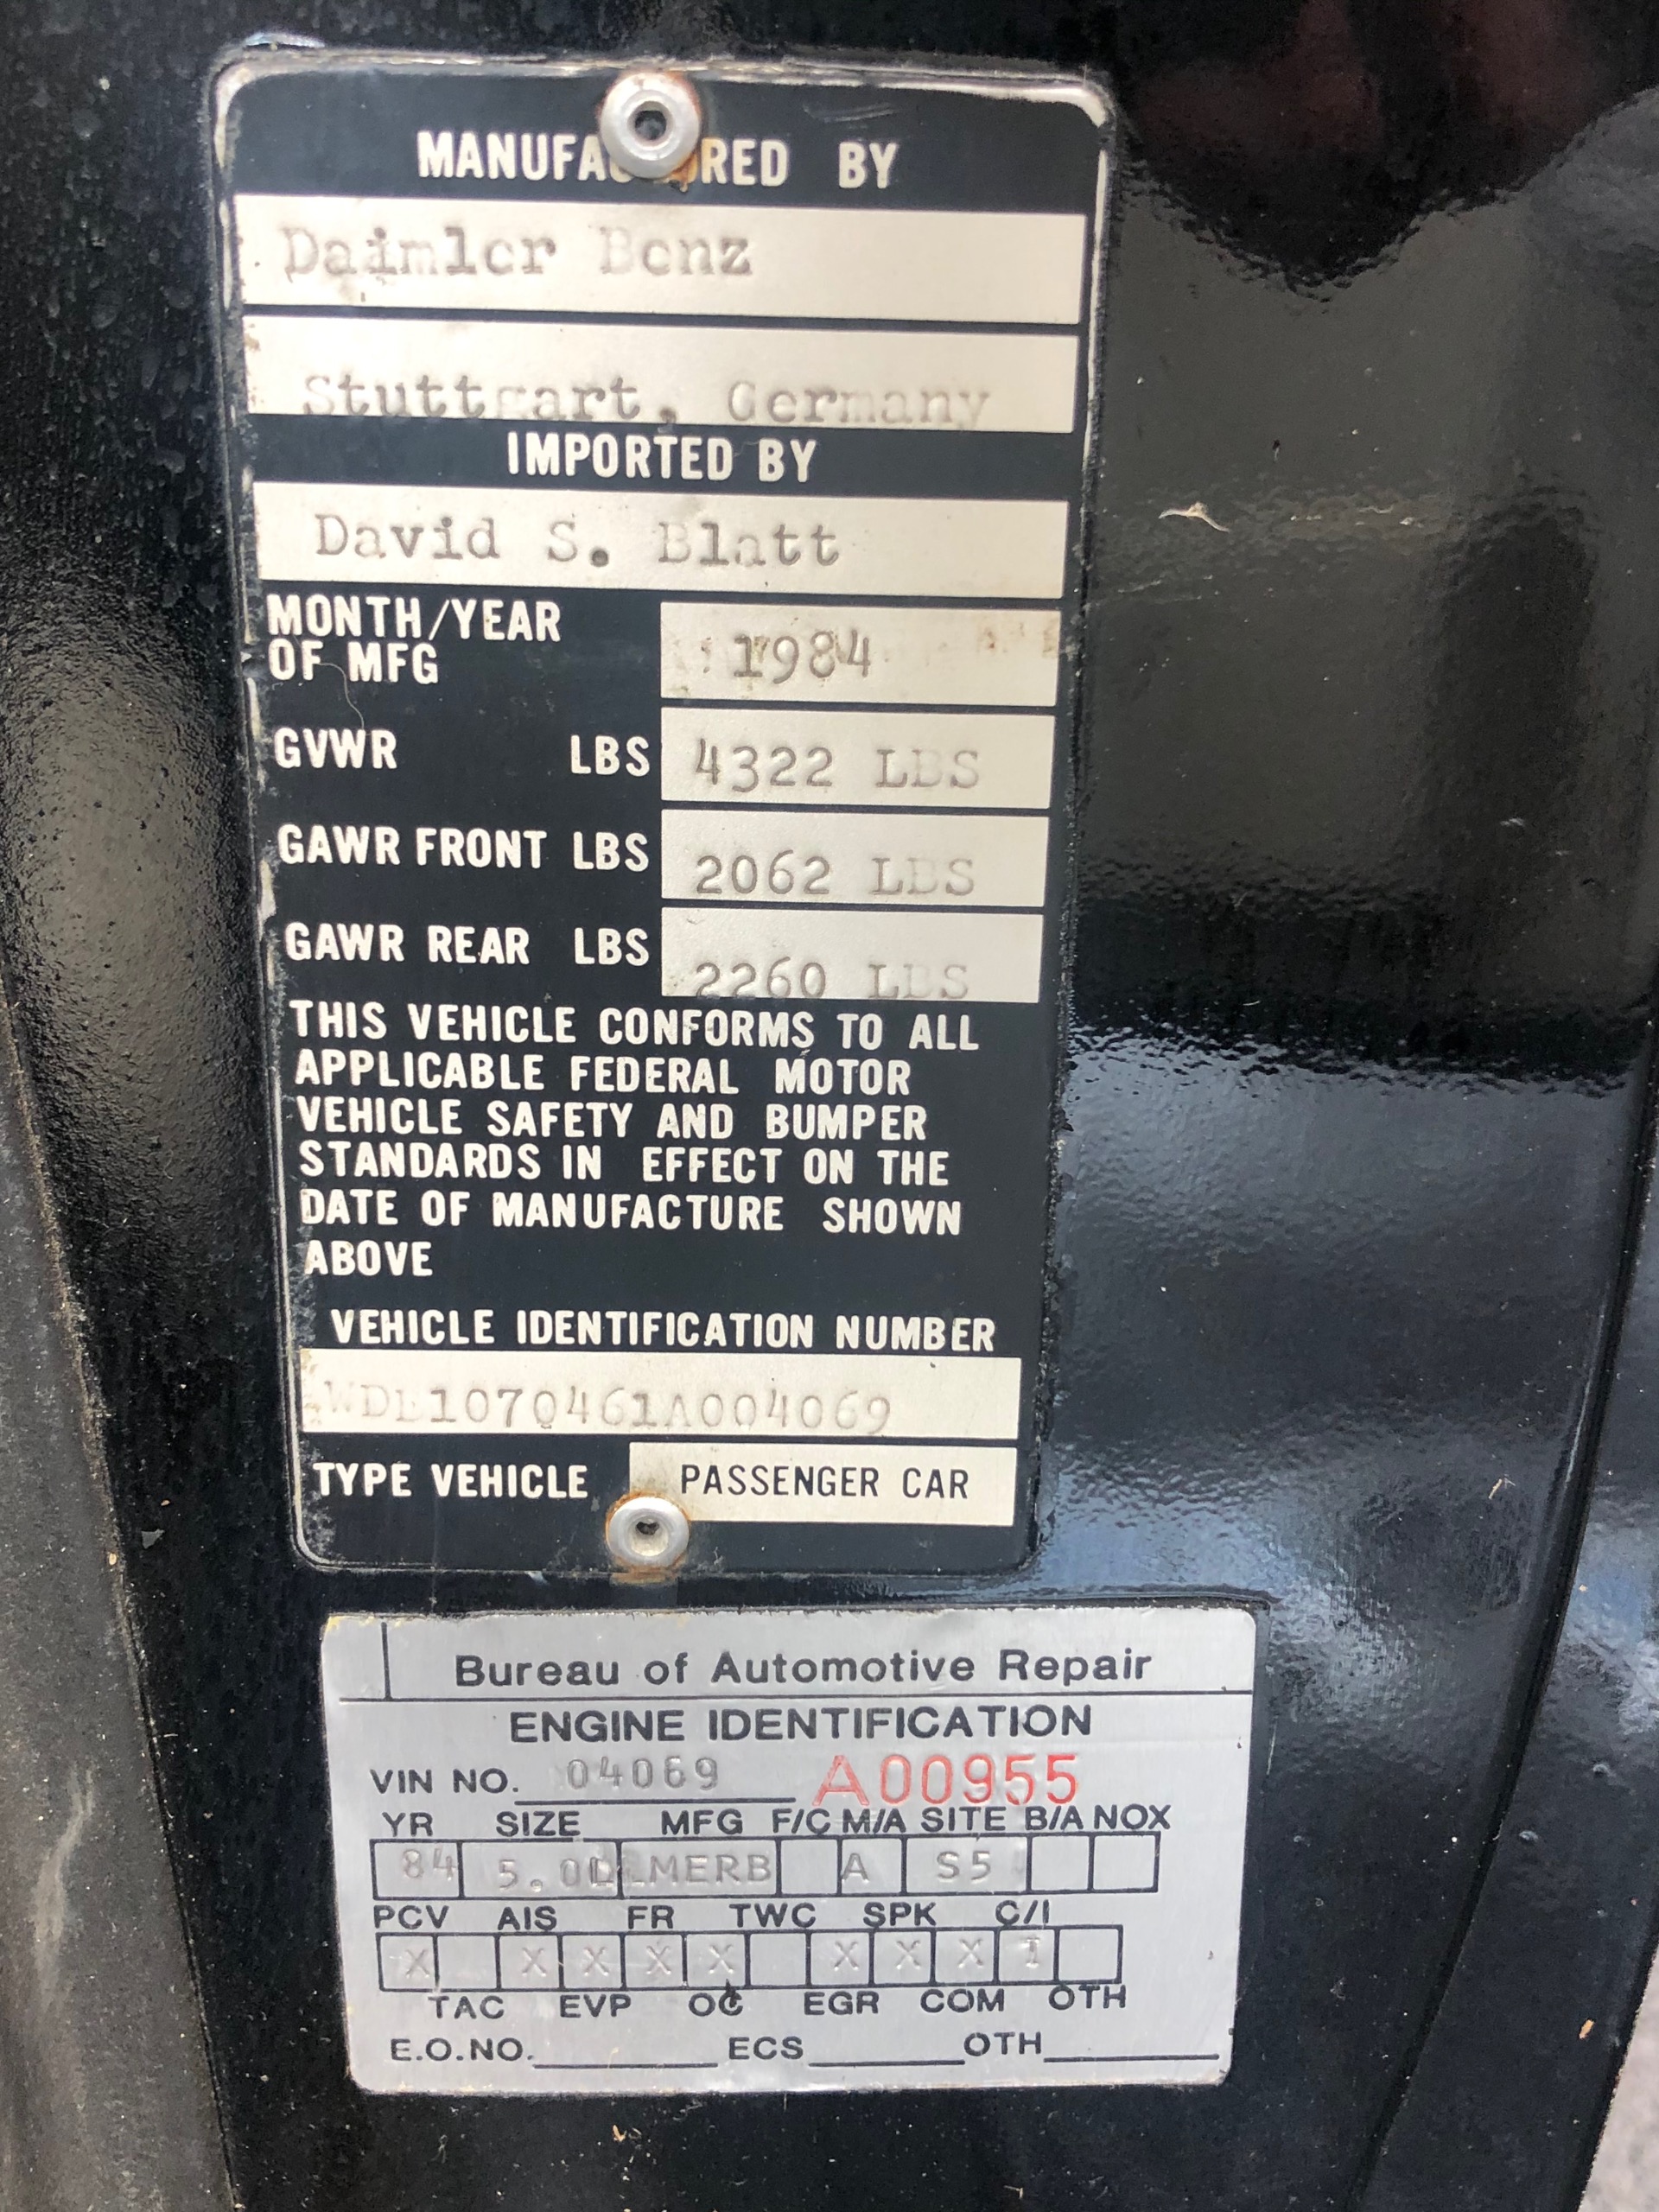 MANUFACTURED BY
Daimler Benz
Stuttgart, Germany
IMPORTED BY
David S. Blatt
MONTH/YEAR
OF MFG
1984
GVWR LBS 4322 LBS
GAWR FRONT LBS 2062 LBS
GAWR REAR LBS 2260 LBS
THIS VEHICLE CONFORMS TO ALL
APPLICABLE FEDERAL MOTOR
VEHICLE SAFETY AND BUMPER
STANDARDS IN EFFECT ON THE
DATE OF MANUFACTURE SHOWN
ABOVE
VEHICLE IDENTIFICATION NUMBER
WDB1070461A004069
TYPE VEHICLE PASSENGER CAR
Bureau of Automotive Repair
ENGINE IDENTIFICATION
VIN NO. 04069 A00955
YR SIZE MFG F/C M/A SITE B/A NOX
84 5.0L MERB A S5
PCV AIS FR TWC SPK C/I
X X X X X X X X I
TAC EVP OC EGR COM OTH
E.O.NO. ECS OTH